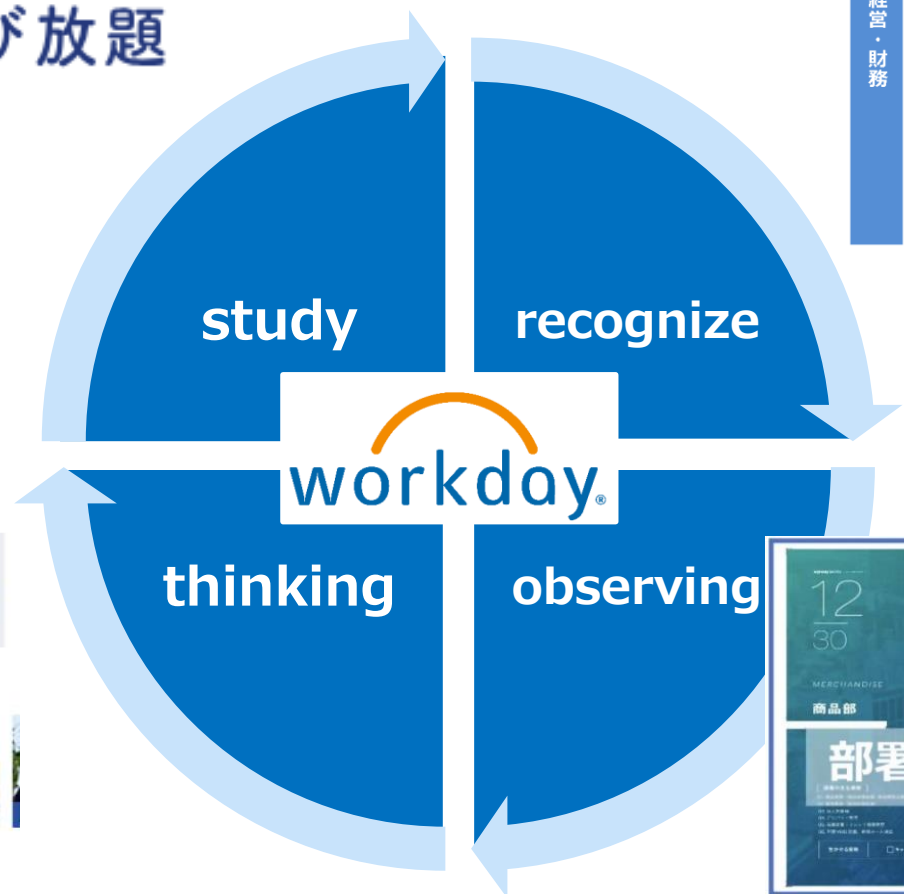 び放題
経営・財務
study
recognize
workday®
thinking
observing
12
30
MERCHANDISE
商品部
部署